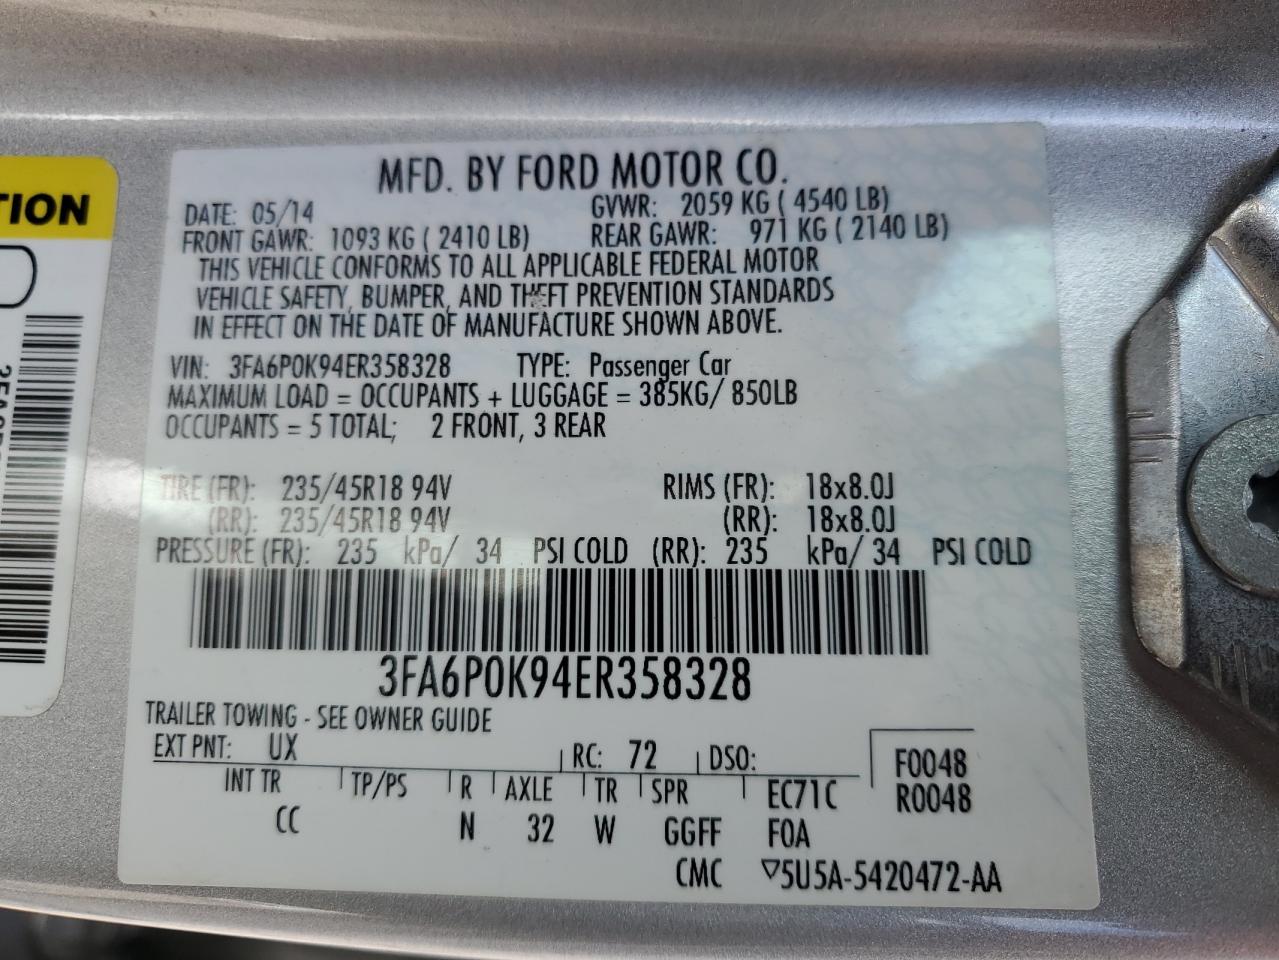 MFD. BY FORD MOTOR CO.
DATE: 05/14 GVWR: 2059 KG ( 4540 LB)
FRONT GAWR: 1093 KG ( 2410 LB) REAR GAWR: 971 KG ( 2140 LB)
THIS VEHICLE CONFORMS TO ALL APPLICABLE FEDERAL MOTOR
VEHICLE SAFETY, BUMPER, AND THEFT PREVENTION STANDARDS
IN EFFECT ON THE DATE OF MANUFACTURE SHOWN ABOVE.
VIN: 3FA6P0K94ER358328 TYPE: Passenger Car
MAXIMUM LOAD = OCCUPANTS + LUGGAGE = 385KG/ 850LB
OCCUPANTS = 5 TOTAL; 2 FRONT, 3 REAR
TIRE (FR): 235/45R18 94V RIMS (FR): 18x8.0J
(RR): 235/45R18 94V (RR): 18x8.0J
PRESSURE (FR): 235 kPa/ 34 PSI COLD (RR): 235 kPa/ 34 PSI COLD
3FA6P0K94ER358328
TRAILER TOWING - SEE OWNER GUIDE
EXT PNT: UX RC: 72 DSO: F0048
INT TR TP/PS R AXLE TR SPR EC71C R0048
CC N 32 W GGFF FOA
CMC ▽5U5A-5420472-AA
TION